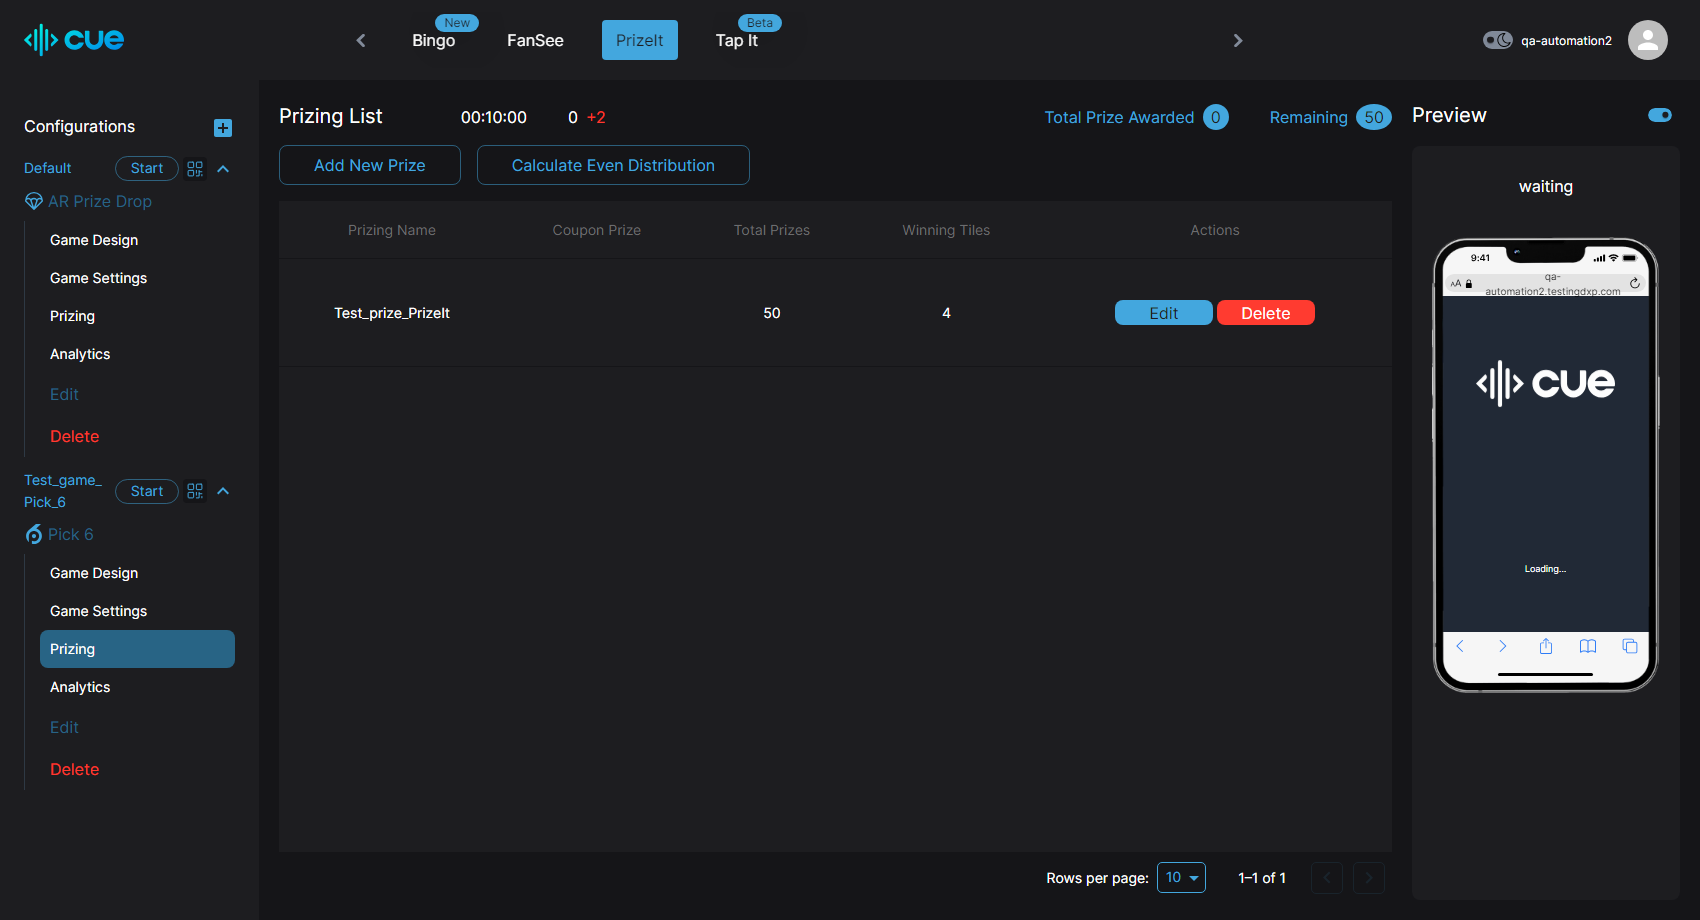 cue
New
Bingo
FanSee
PrizeIt
Beta
Tap It
qa-automation2
Configurations
Default
Start
AR Prize Drop
Game Design
Game Settings
Prizing
Analytics
Edit
Delete
Test_game_
Pick_6
Start
Pick 6
Game Design
Game Settings
Prizing
Analytics
Edit
Delete
Prizing List
00:10:00
0 +2
Total Prize Awarded 0
Remaining 50
Add New Prize
Calculate Even Distribution
Prizing Name
Coupon Prize
Total Prizes
Winning Tiles
Actions
Test_prize_PrizeIt
50
4
Edit
Delete
Rows per page: 10
1–1 of 1
Preview
waiting
9:41
AA
qa-
automation2.testingdxp.com
cue
Loading...